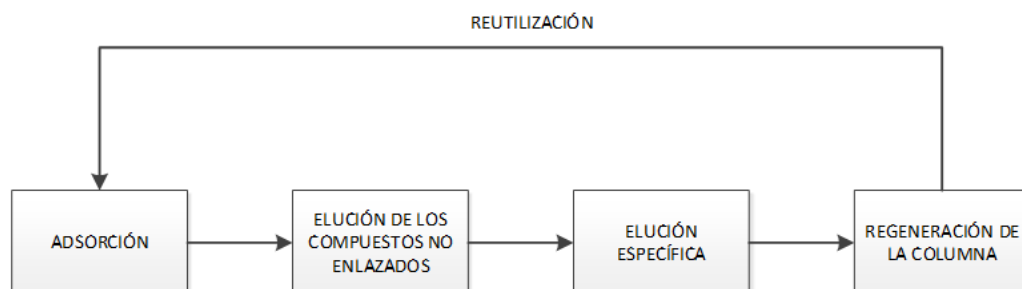 REUTILIZACIÓN
ADSORCIÓN
ELUCIÓN DE LOS
COMPUESTOS NO
ENLAZADOS
ELUCIÓN
ESPECÍFICA
REGENERACIÓN DE
LA COLUMNA